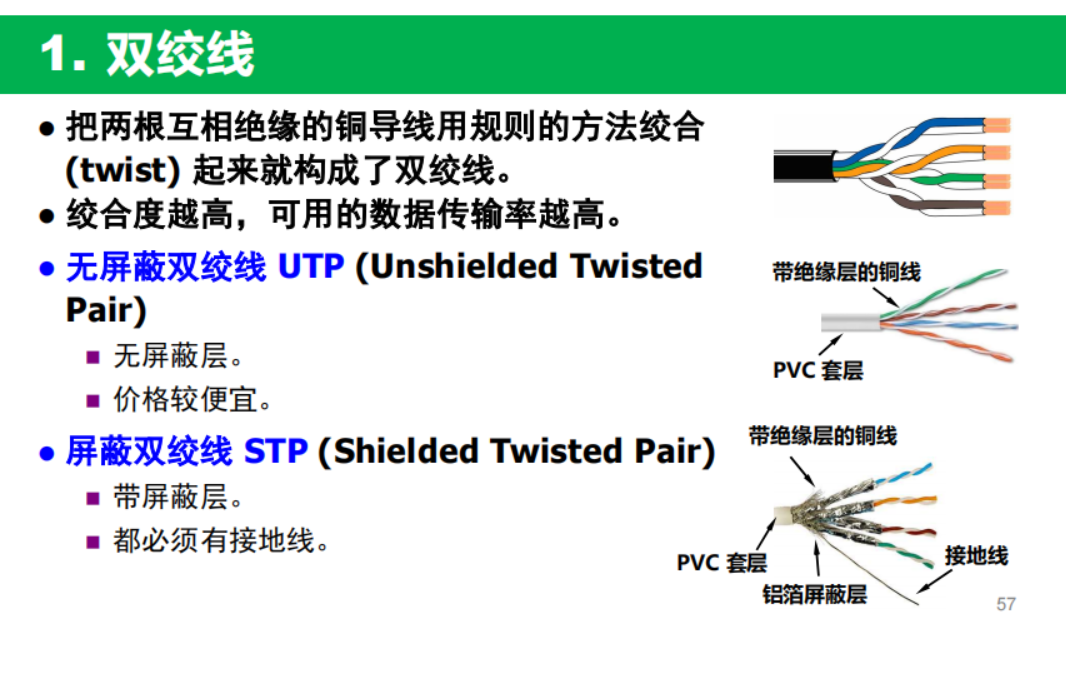 1. 双绞线
● 把两根互相绝缘的铜导线用规则的方法绞合
(twist) 起来就构成了双绞线。
● 绞合度越高，可用的数据传输率越高。
● 无屏蔽双绞线 UTP (Unshielded Twisted
Pair)
■ 无屏蔽层。
■ 价格较便宜。
● 屏蔽双绞线 STP (Shielded Twisted Pair)
■ 带屏蔽层。
■ 都必须有接地线。
带绝缘层的铜线
PVC 套层
带绝缘层的铜线
PVC 套层
铝箔屏蔽层
接地线
57